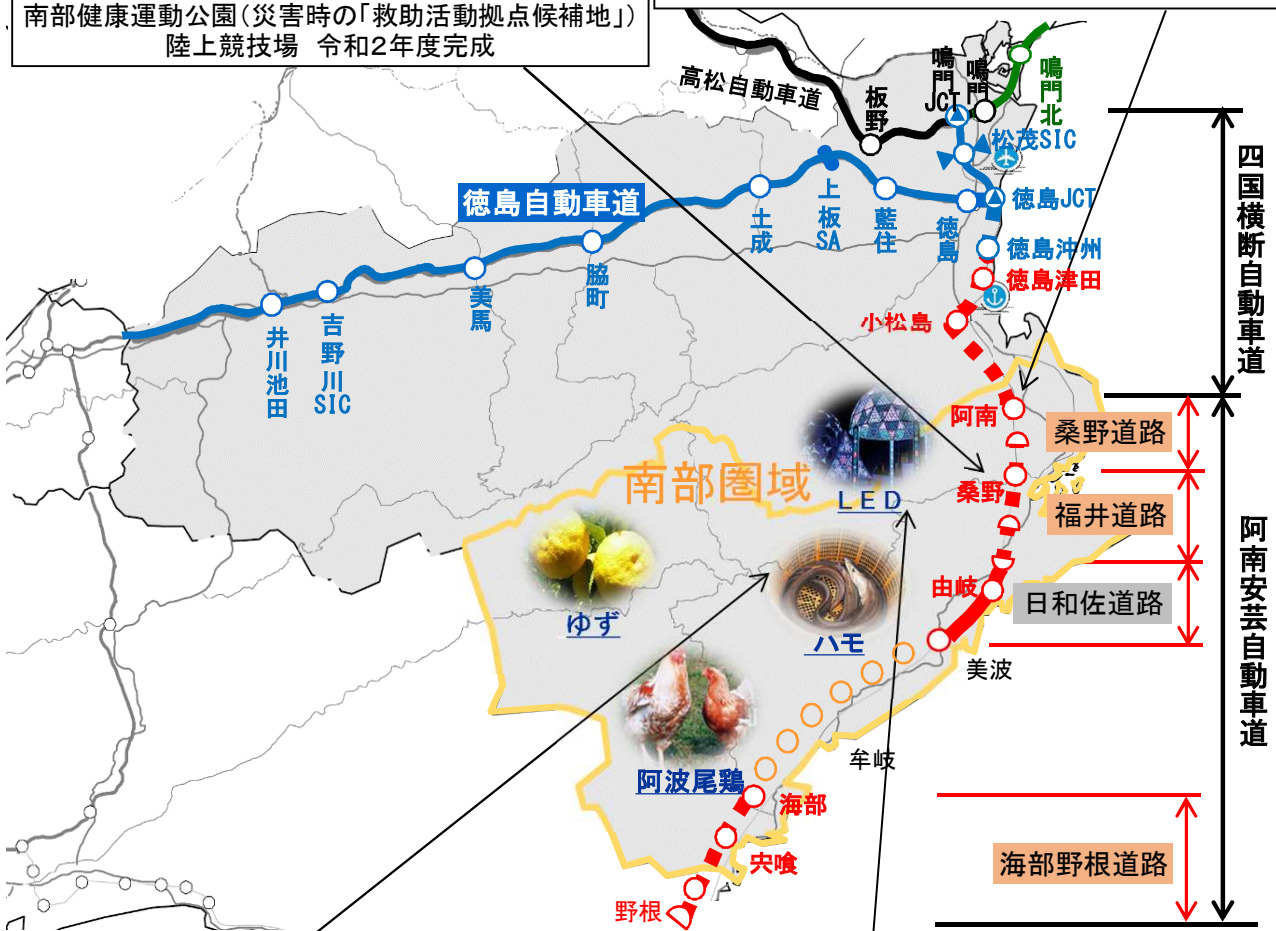 南部健康運動公園(災害時の「救助活動拠点候補地」)
陸上競技場 令和2年度完成
高松自動車道
板野
鳴門JCT
鳴門
鳴門北
松茂SIC
徳島自動車道
土成
上板SA
藍住
徳島
徳島JCT
徳島沖州
徳島津田
脇町
美馬
吉野川SIC
井川池田
小松島
四国横断自動車道
阿南
桑野道路
南部圏域
LED
桑野
福井道路
ゆず
ハモ
由岐
日和佐道路
阿南安芸自動車道
美波
牟岐
阿波尾鶏
海部
宍喰
海部野根道路
野根